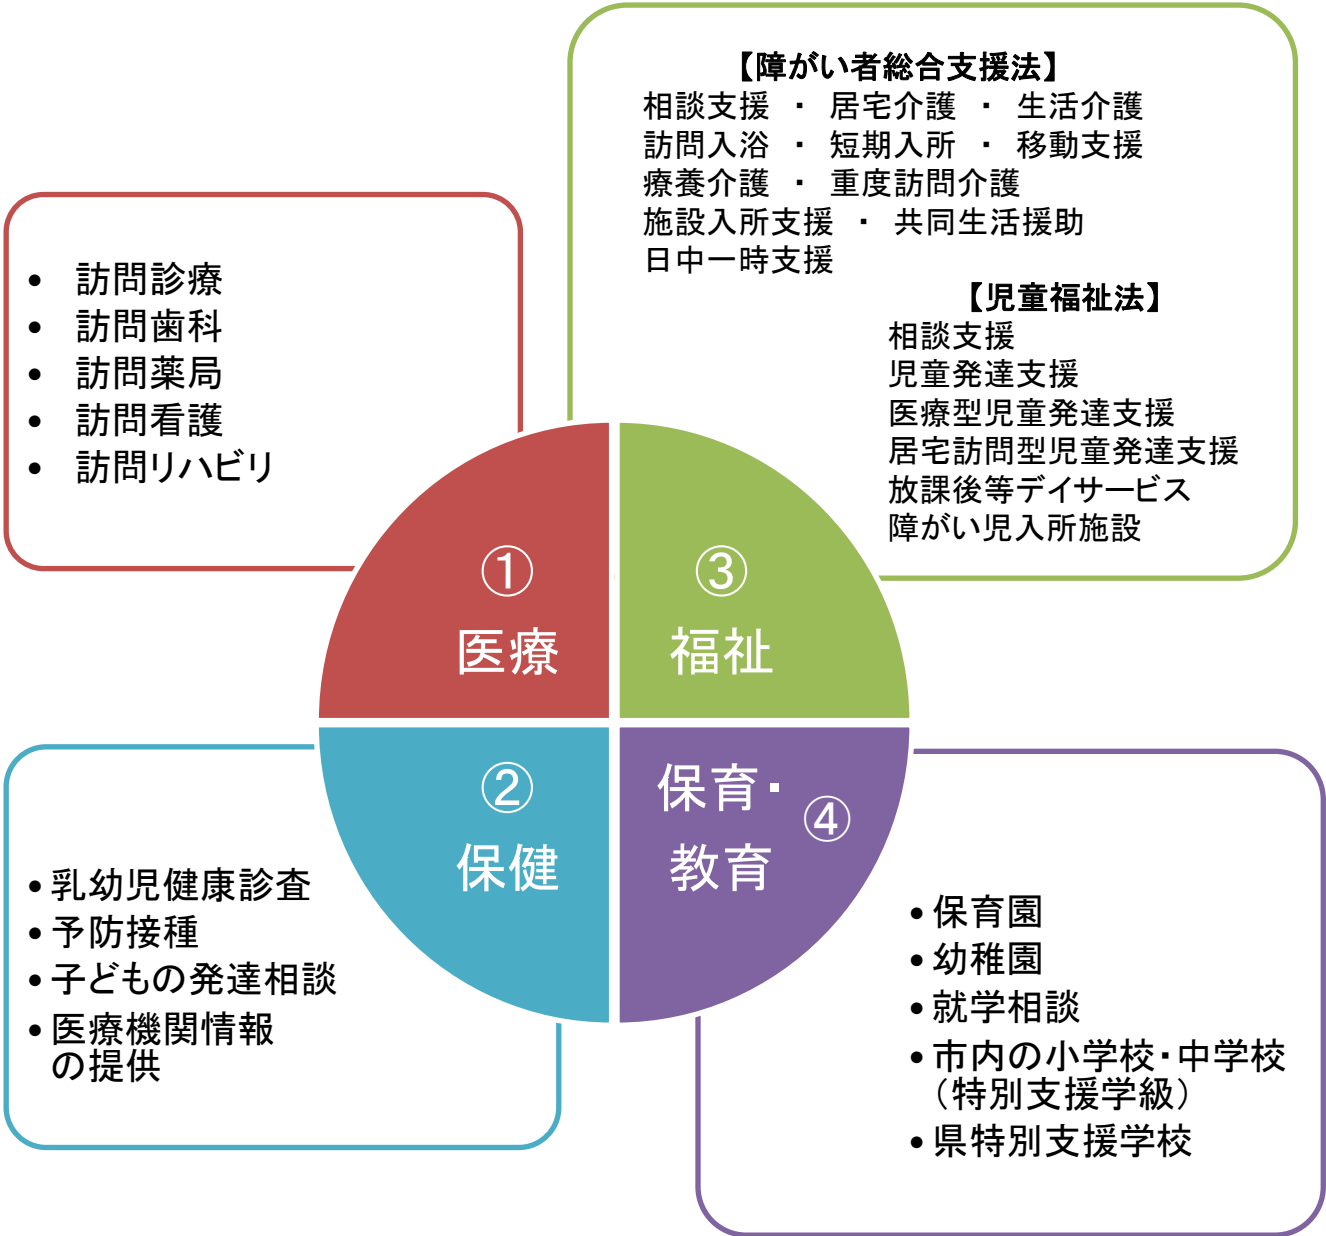 ①
医療
• 訪問診療
• 訪問歯科
• 訪問薬局
• 訪問看護
• 訪問リハビリ
②
保健
• 乳幼児健康診査
• 予防接種
• 子どもの発達相談
• 医療機関情報
の提供
③
福祉
【障がい者総合支援法】
相談支援 ・ 居宅介護 ・ 生活介護
訪問入浴 ・ 短期入所 ・ 移動支援
療養介護 ・ 重度訪問介護
施設入所支援 ・ 共同生活援助
日中一時支援
【児童福祉法】
相談支援
児童発達支援
医療型児童発達支援
居宅訪問型児童発達支援
放課後等デイサービス
障がい児入所施設
保育・
教育
④
• 保育園
• 幼稚園
• 就学相談
• 市内の小学校・中学校
（特別支援学級）
• 県特別支援学校